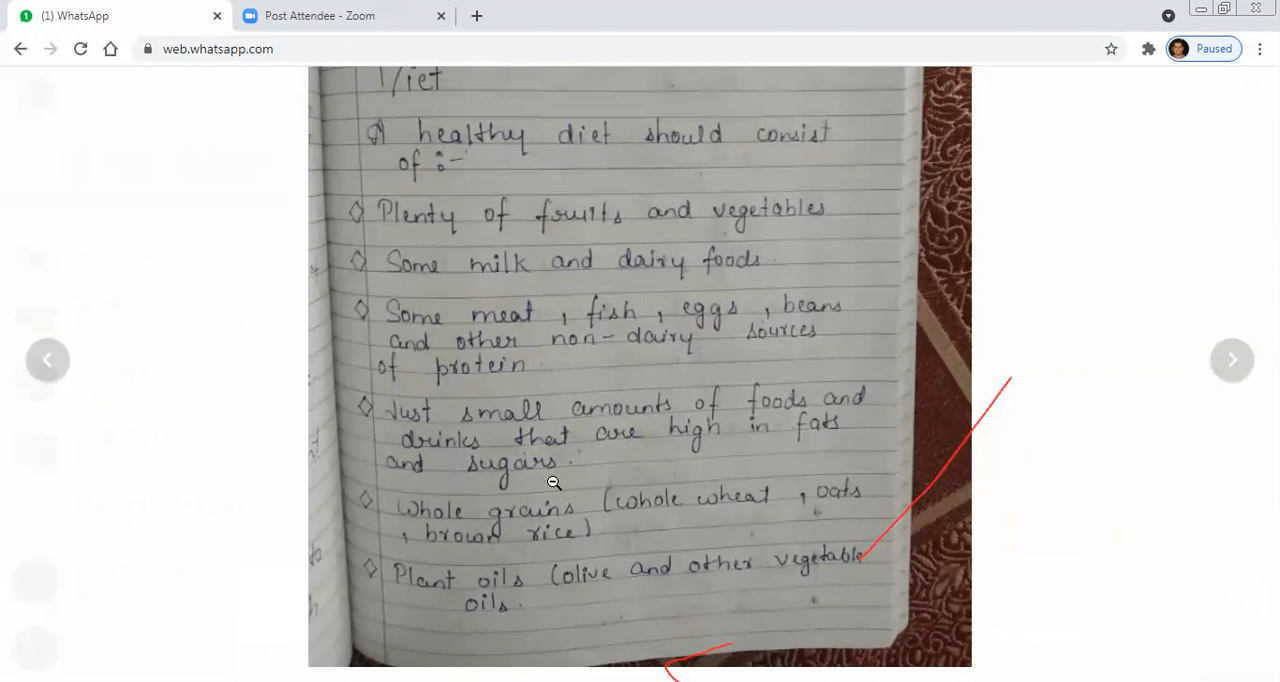 (1) WhatsApp
Post Attendee - Zoom
web.whatsapp.com
Paused
Diet
A healthy diet should consist
of :-
Plenty of fruits and vegetables
Some milk and dairy foods.
Some meat, fish, eggs, beans
and other non-dairy sources
of protein
Just small amounts of foods and
drinks that are high in fats
and sugars.
Whole grains (whole wheat, oats
, brown rice)
Plant oils (olive and other vegetable
oils.